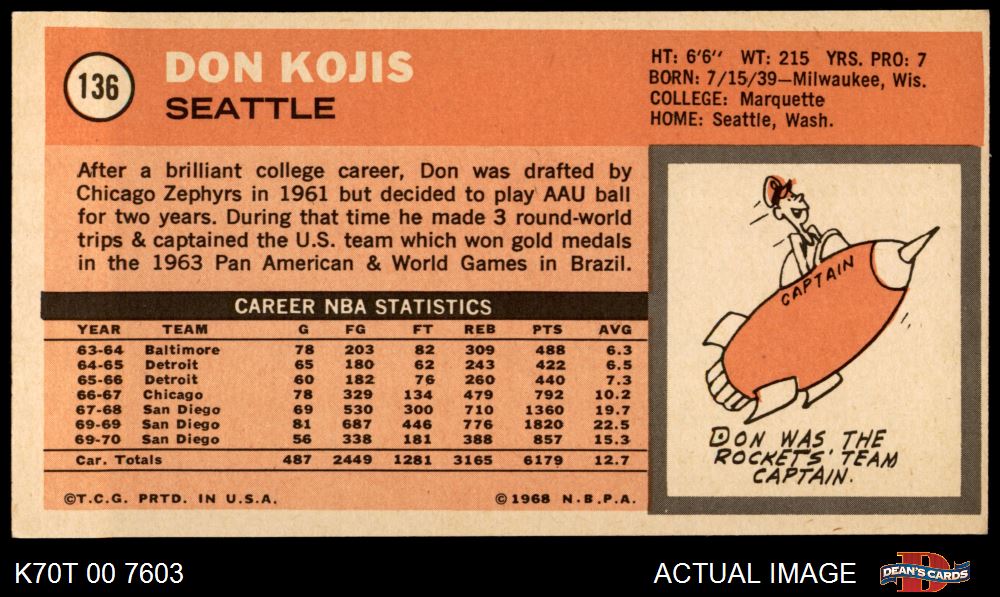 136
DON KOJIS
SEATTLE
HT: 6'6" WT: 215 YRS. PRO: 7
BORN: 7/15/39—Milwaukee, Wis.
COLLEGE: Marquette
HOME: Seattle, Wash.
After a brilliant college career, Don was drafted by
Chicago Zephyrs in 1961 but decided to play AAU ball
for two years. During that time he made 3 round-world
trips & captained the U.S. team which won gold medals
in the 1963 Pan American & World Games in Brazil.
CAREER NBA STATISTICS
YEAR TEAM G FG FT REB PTS AVG
63-64 Baltimore 78 203 82 309 488 6.3
64-65 Detroit 65 180 62 243 422 6.5
65-66 Detroit 60 182 76 260 440 7.3
66-67 Chicago 78 329 134 479 792 10.2
67-68 San Diego 69 530 300 710 1360 19.7
69-69 San Diego 81 687 446 776 1820 22.5
69-70 San Diego 56 338 181 388 857 15.3
Car. Totals 487 2449 1281 3165 6179 12.7
©T.C.G. PRTD. IN U.S.A. ©1968 N.B.P.A.
CAPTAIN
DON WAS THE
ROCKETS' TEAM
CAPTAIN.
K70T 00 7603
ACTUAL IMAGE
D
DEAN'S CARDS